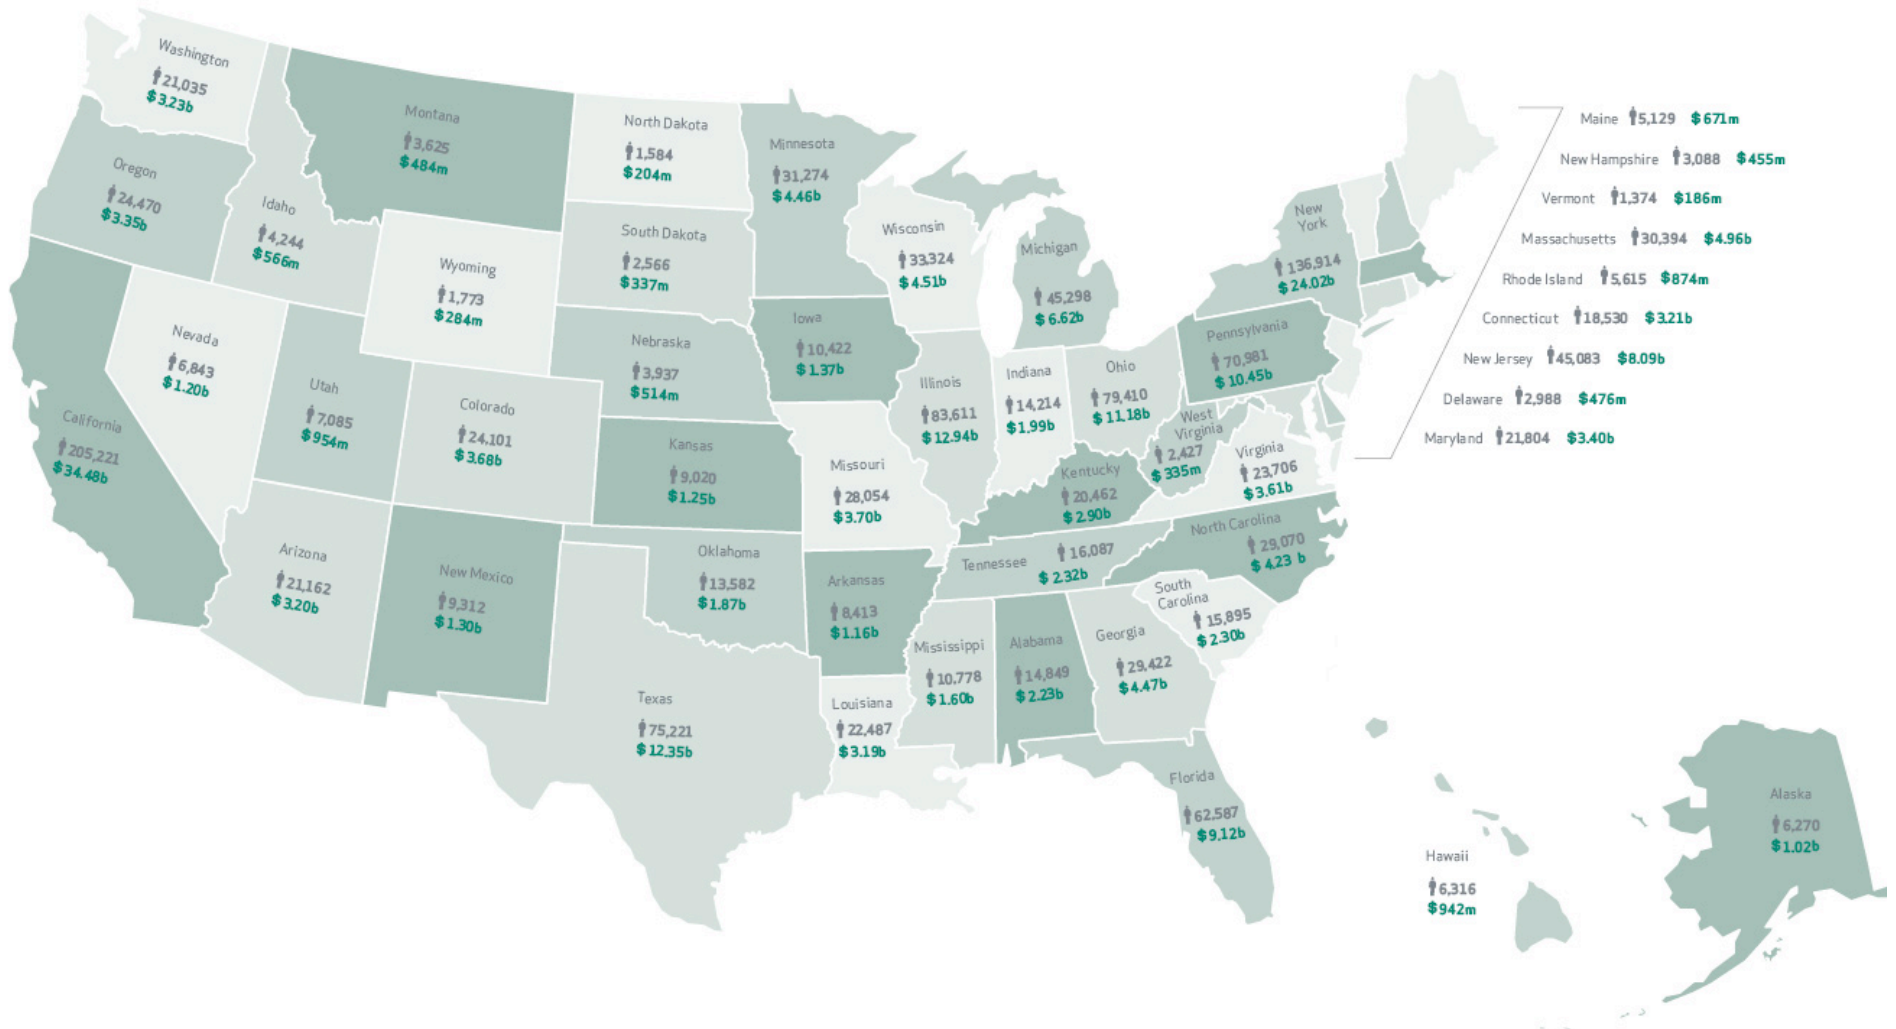 Washington
21,035
$3.23b
Oregon
24,470
$3.35b
California
205,221
$34.48b
Nevada
6,843
$1.20b
Idaho
4,244
$566m
Montana
3,625
$484m
Wyoming
1,773
$284m
Utah
7,085
$954m
Colorado
24,101
$3.68b
Arizona
21,162
$3.20b
New Mexico
9,312
$1.30b
North Dakota
1,584
$204m
South Dakota
2,566
$337m
Nebraska
3,937
$514m
Kansas
9,020
$1.25b
Oklahoma
13,582
$1.87b
Texas
75,221
$12.35b
Minnesota
31,274
$4.46b
Iowa
10,422
$1.37b
Missouri
28,054
$3.70b
Arkansas
8,413
$1.16b
Louisiana
22,487
$3.19b
Wisconsin
33,324
$4.51b
Illinois
83,611
$12.94b
Michigan
45,298
$6.62b
Indiana
14,214
$1.99b
Ohio
79,410
$11.18b
Kentucky
20,462
$2.90b
Tennessee
16,087
$2.32b
Mississippi
10,778
$1.60b
Alabama
14,849
$2.23b
Georgia
29,422
$4.47b
Florida
62,587
$9.12b
South
Carolina
15,895
$2.30b
North Carolina
29,070
$4.23 b
Virginia
23,706
$3.61b
West
Virginia
2,427
$335m
Pennsylvania
70,981
$10.45b
New
York
136,914
$24.02b
Maine 5,129 $671m
New Hampshire 3,088 $455m
Vermont 1,374 $186m
Massachusetts 30,394 $4.96b
Rhode Island 5,615 $874m
Connecticut 18,530 $3.21b
New Jersey 45,083 $8.09b
Delaware 2,988 $476m
Maryland 21,804 $3.40b
Hawaii
6,316
$942m
Alaska
6,270
$1.02b